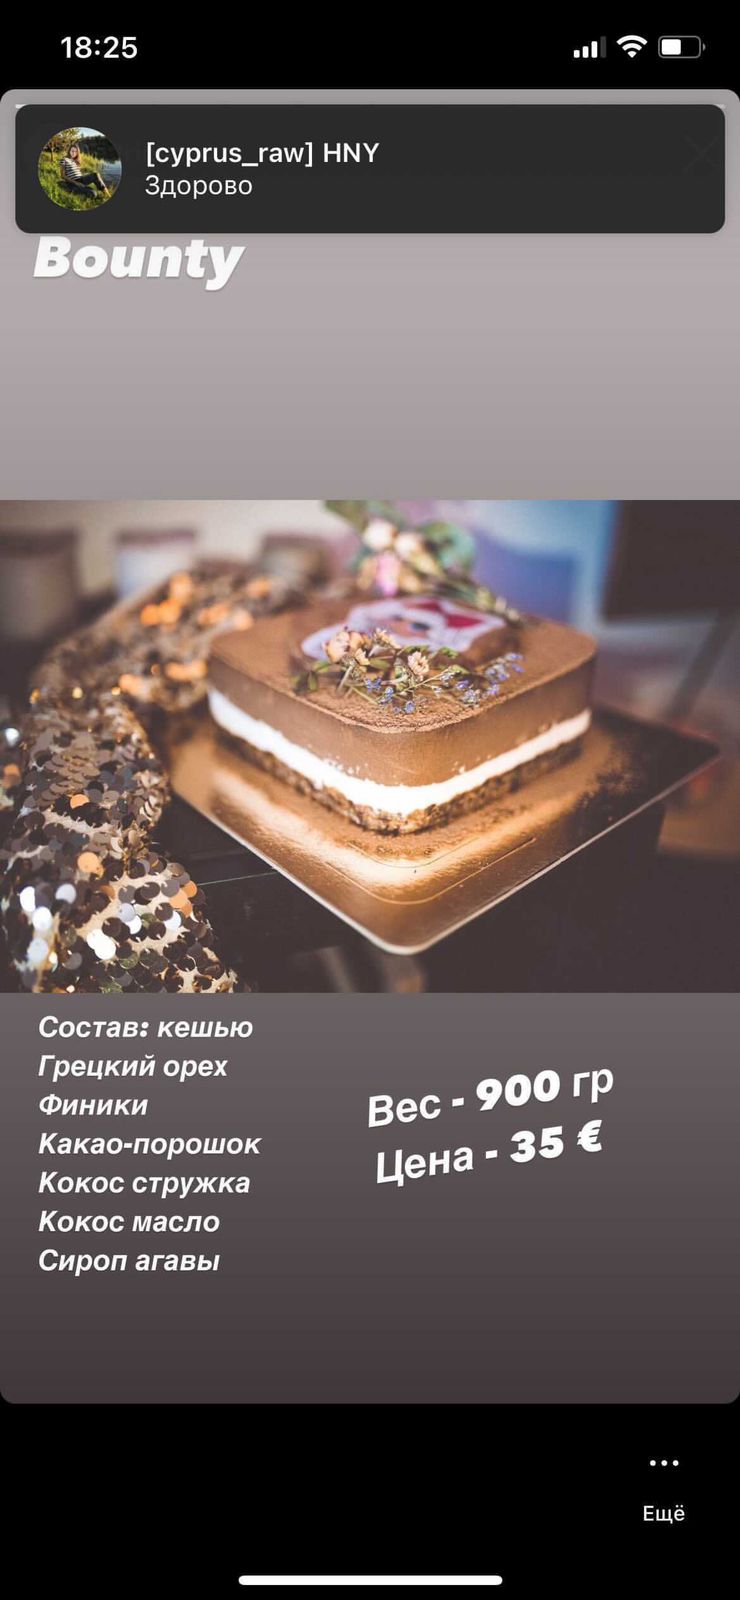 18:25
[cyprus_raw] HNY
Здорово
Bounty
Состав: кешью
Грецкий орех
Финики
Какао-порошок
Кокос стружка
Кокос масло
Сироп агавы
Вес - 900 гр
Цена - 35 €
Ещё